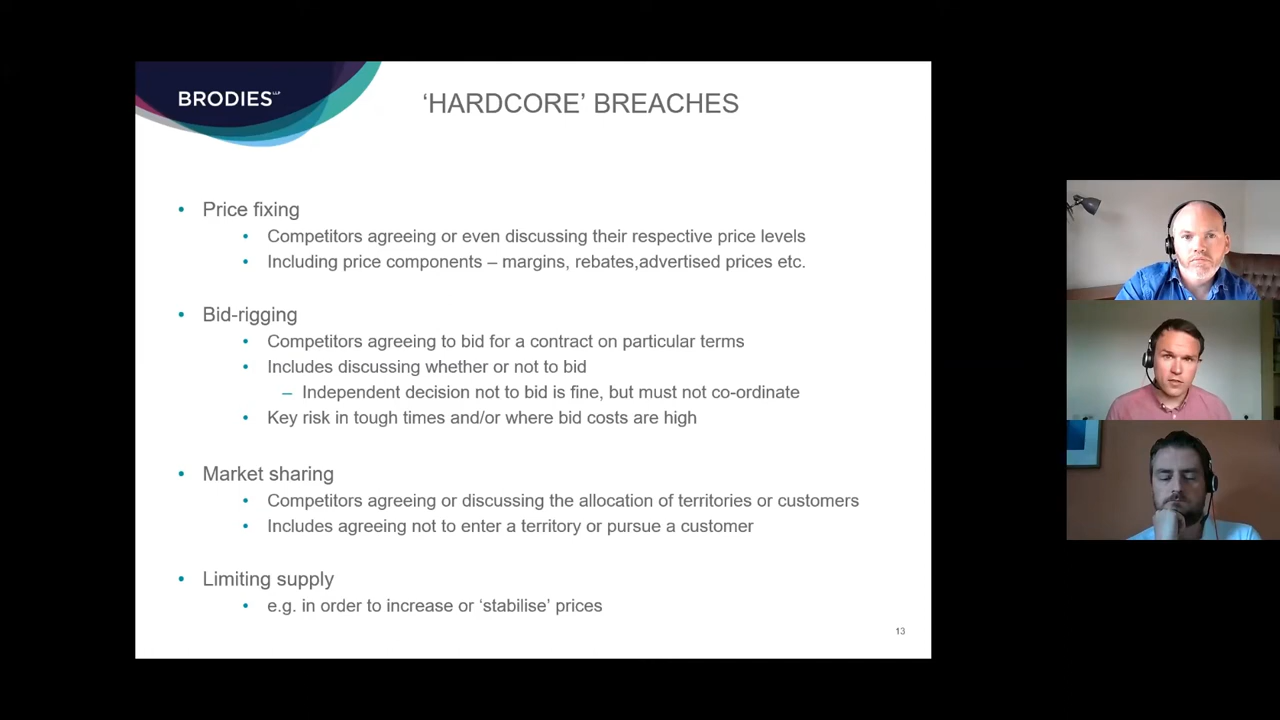 BRODIES LLP
‘HARDCORE’ BREACHES
• Price fixing
• Competitors agreeing or even discussing their respective price levels
• Including price components – margins, rebates,advertised prices etc.
• Bid-rigging
• Competitors agreeing to bid for a contract on particular terms
• Includes discussing whether or not to bid
– Independent decision not to bid is fine, but must not co-ordinate
• Key risk in tough times and/or where bid costs are high
• Market sharing
• Competitors agreeing or discussing the allocation of territories or customers
• Includes agreeing not to enter a territory or pursue a customer
• Limiting supply
• e.g. in order to increase or ‘stabilise’ prices
13